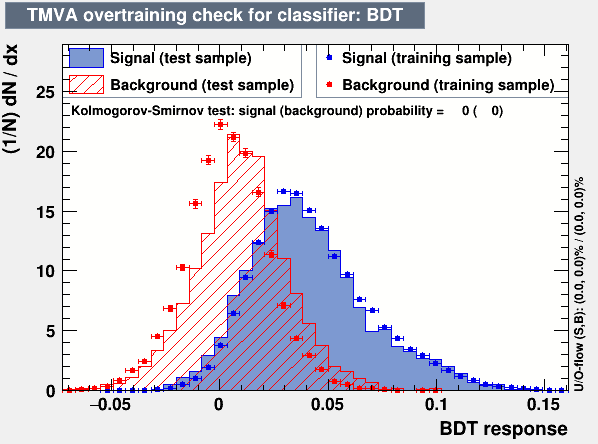 TMVA overtraining check for classifier: BDT
Signal (test sample)
Signal (training sample)
Background (test sample)
Background (training sample)
Kolmogorov-Smirnov test: signal (background) probability = 0 ( 0)
(1/N) dN / dx
25
20
15
10
5
0
−0.05
0
0.05
0.1
0.15
BDT response
U/O-flow (S,B): (0.0, 0.0)% / (0.0, 0.0)%